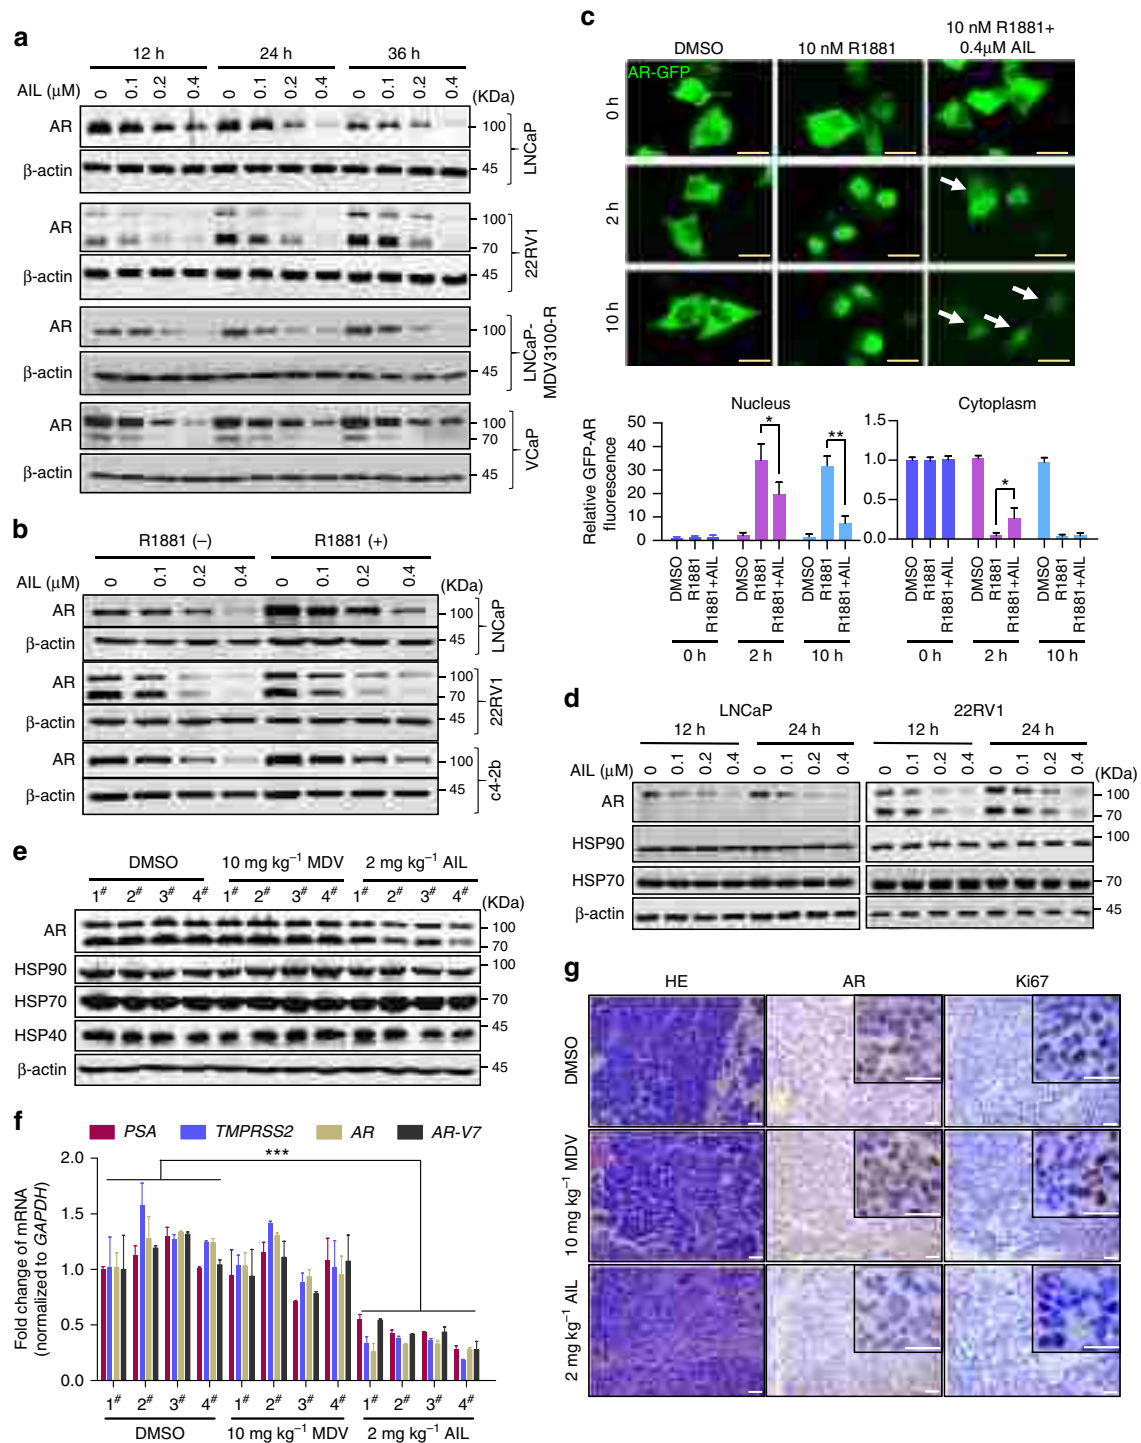 a
12 h 24 h 36 h
AIL (μM) 0 0.1 0.2 0.4 0 0.1 0.2 0.4 0 0.1 0.2 0.4 (KDa)
AR 100
β-actin 45
LNCaP
AR 100 70
β-actin 45
22RV1
AR 100
β-actin 45
LNCaP-MDV3100-R
AR 100 70
β-actin 45
VCaP
b
R1881 (−) R1881 (+)
AIL (μM) 0 0.1 0.2 0.4 0 0.1 0.2 0.4 (KDa)
AR 100
β-actin 45
LNCaP
AR 100 70
β-actin 45
22RV1
AR 100
β-actin 45
c4-2b
c
DMSO 10 nM R1881 10 nM R1881+ 0.4μM AIL
AR-GFP
0 h
2 h
10 h
Nucleus
Relative GFP-AR fluorescence
50
40
30
20
10
0
* **
DMSO R1881 R1881+AIL DMSO R1881 R1881+AIL DMSO R1881 R1881+AIL
0 h 2 h 10 h
Cytoplasm
1.5
1.0
0.5
0.0
*
DMSO R1881 R1881+AIL DMSO R1881 R1881+AIL DMSO R1881 R1881+AIL
0 h 2 h 10 h
d
LNCaP 22RV1
12 h 24 h 12 h 24 h
AIL (μM) 0 0.1 0.2 0.4 0 0.1 0.2 0.4 0 0.1 0.2 0.4 0 0.1 0.2 0.4 (KDa)
AR 100 70
HSP90 100
HSP70 70
β-actin 45
e
DMSO 10 mg kg⁻¹ MDV 2 mg kg⁻¹ AIL
1# 2# 3# 4# 1# 2# 3# 4# 1# 2# 3# 4# (KDa)
AR 100 70
HSP90 100
HSP70 70
HSP40 45
β-actin 45
f
PSA TMPRSS2 AR AR-V7
Fold change of mRNA (normalized to GAPDH)
2.0
1.5
1.0
0.5
0.0
***
1# 2# 3# 4# 1# 2# 3# 4# 1# 2# 3# 4#
DMSO 10 mg kg⁻¹ MDV 2 mg kg⁻¹ AIL
g
HE AR Ki67
DMSO
10 mg kg⁻¹ MDV
2 mg kg⁻¹ AIL